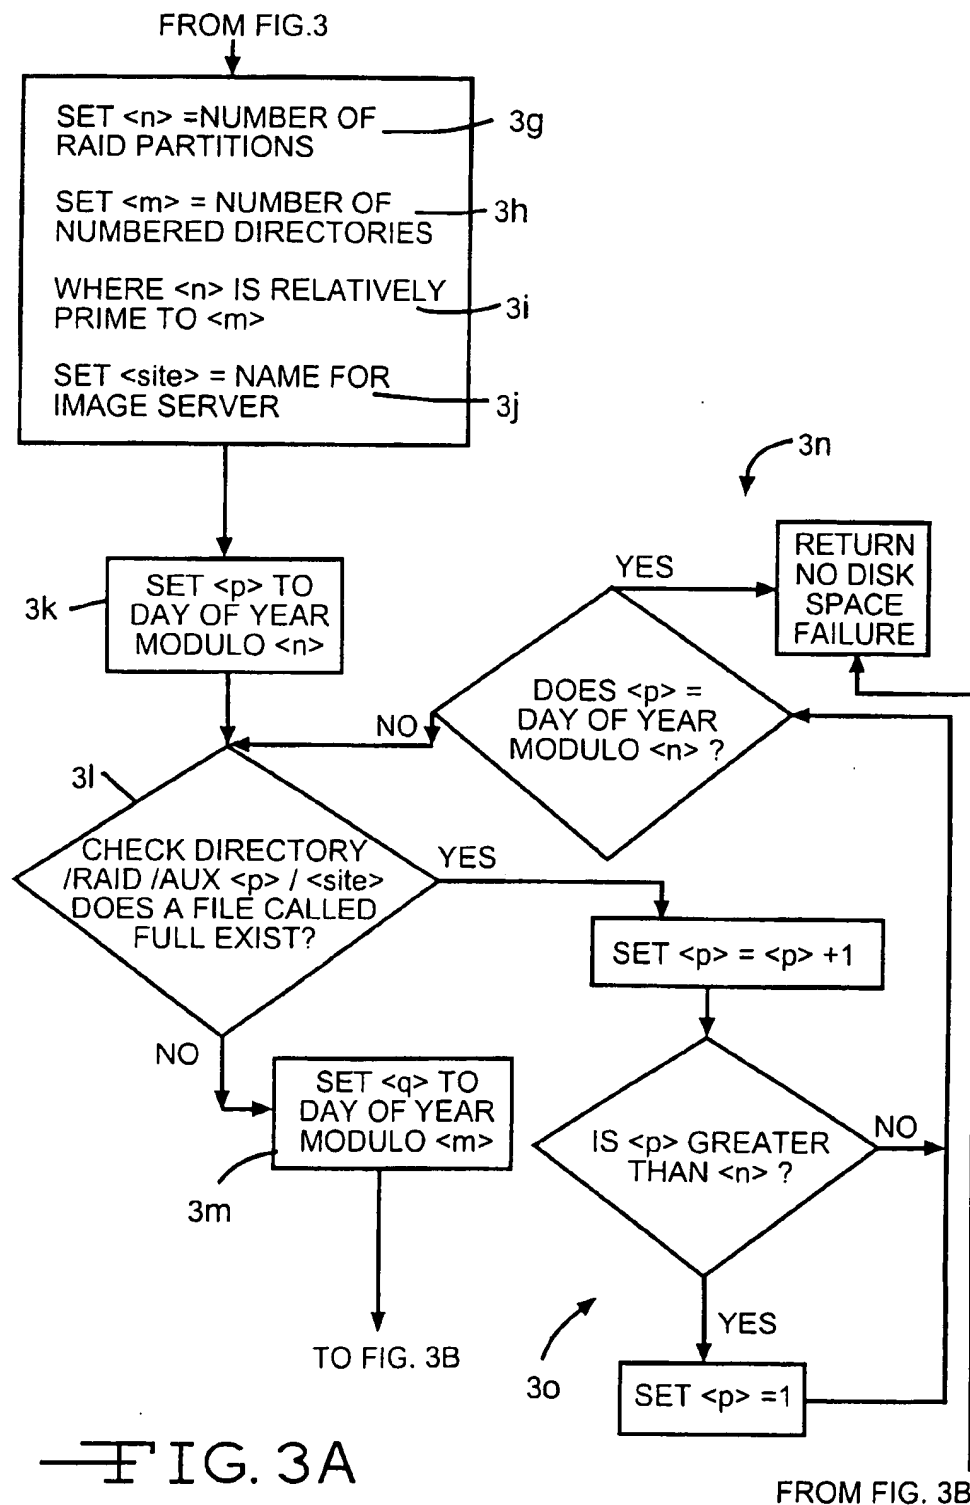 FROM FIG.3
SET <n> =NUMBER OF
RAID PARTITIONS
3g
SET <m> = NUMBER OF
NUMBERED DIRECTORIES
3h
WHERE <n> IS RELATIVELY
PRIME TO <m>
3i
SET <site> = NAME FOR
IMAGE SERVER
3j
3n
SET <p> TO
DAY OF YEAR
MODULO <n>
3k
YES
RETURN
NO DISK
SPACE
FAILURE
DOES <p> =
DAY OF YEAR
MODULO <n> ?
NO
3l
CHECK DIRECTORY
/RAID /AUX <p> / <site>
DOES A FILE CALLED
FULL EXIST?
YES
SET <p> = <p> +1
NO
SET <q> TO
DAY OF YEAR
MODULO <m>
3m
IS <p> GREATER
THAN <n> ?
NO
YES
TO FIG. 3B
3o
SET <p> =1
FIG. 3A
FROM FIG. 3B